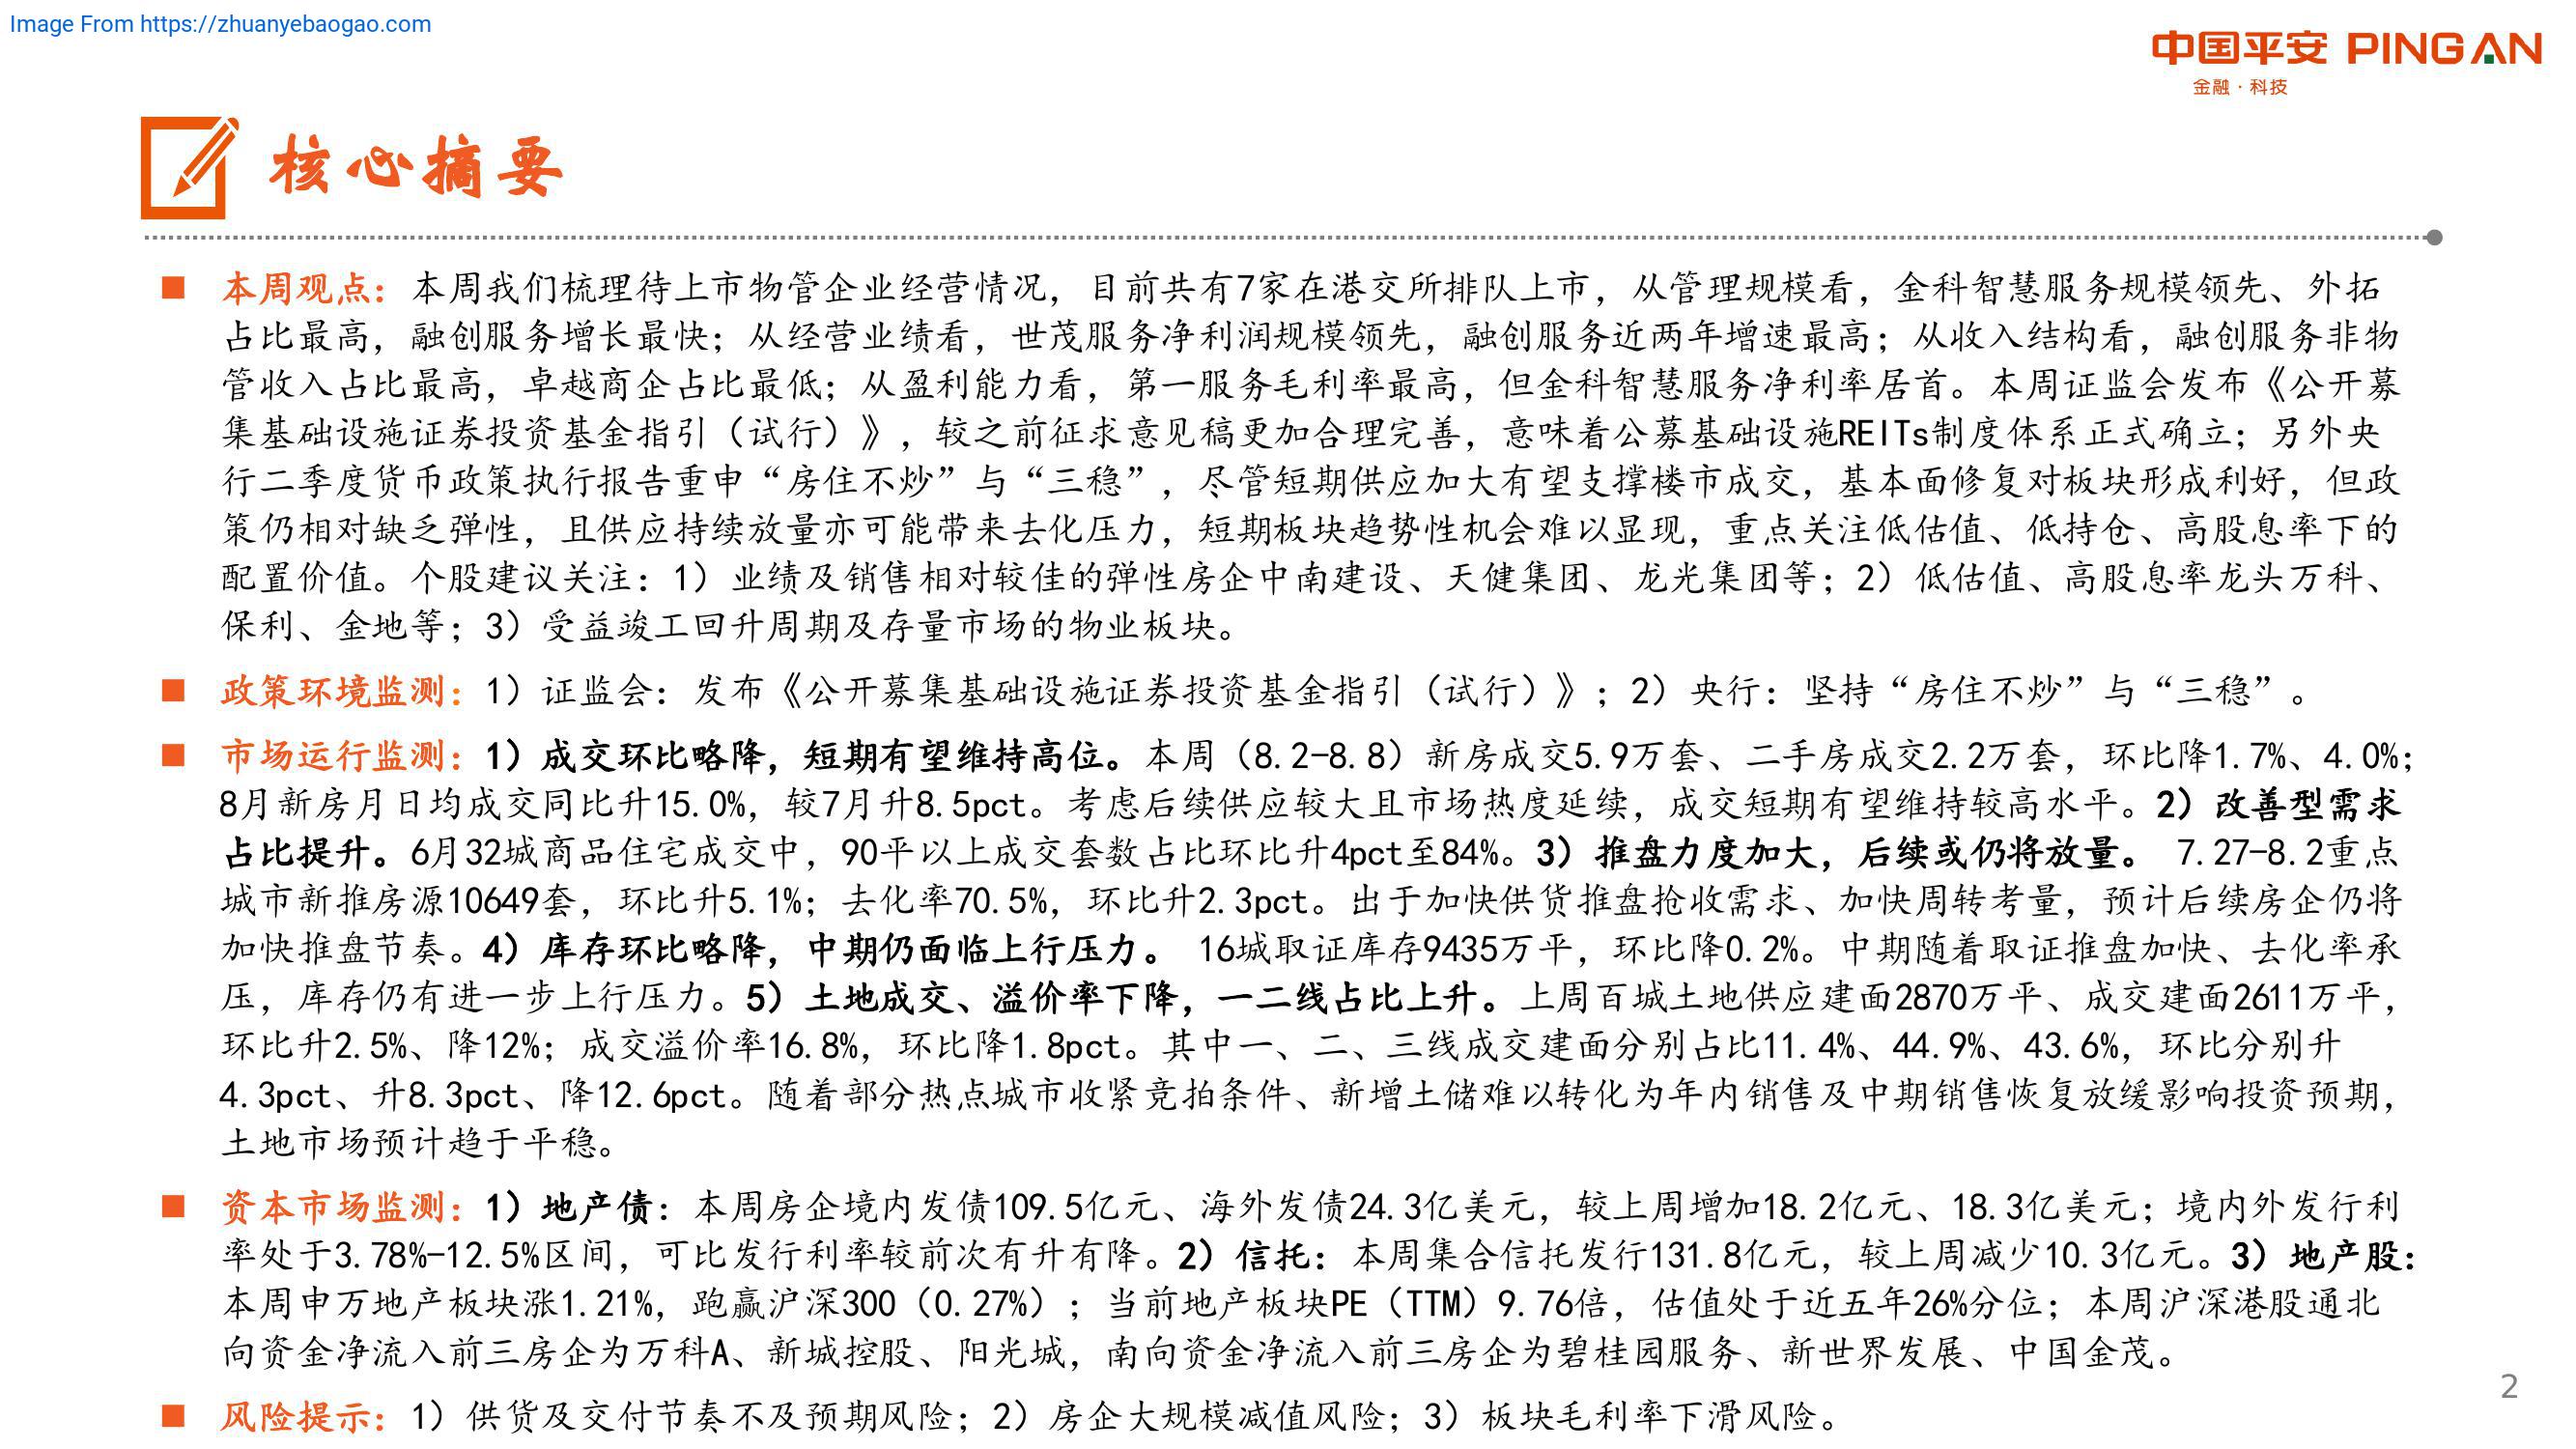 Image From https://zhuanyebaogao.com
中国平安 PINGAN
金融·科技
核心摘要
■ 本周观点：本周我们梳理待上市物管企业经营情况，目前共有7家在港交所排队上市，从管理规模看，金科智慧服务规模领先、外拓
占比最高，融创服务增长最快；从经营业绩看，世茂服务净利润规模领先，融创服务近两年增速最高；从收入结构看，融创服务非物
管收入占比最高，卓越商企占比最低；从盈利能力看，第一服务毛利率最高，但金科智慧服务净利率居首。本周证监会发布《公开募
集基础设施证券投资基金指引（试行）》，较之前征求意见稿更加合理完善，意味着公募基础设施REITs制度体系正式确立；另外央
行二季度货币政策执行报告重申“房住不炒”与“三稳”，尽管短期供应加大有望支撑楼市成交，基本面修复对板块形成利好，但政
策仍相对缺乏弹性，且供应持续放量亦可能带来去化压力，短期板块趋势性机会难以显现，重点关注低估值、低持仓、高股息率下的
配置价值。个股建议关注：1）业绩及销售相对较佳的弹性房企中南建设、天健集团、龙光集团等；2）低估值、高股息率龙头万科、
保利、金地等；3）受益竣工回升周期及存量市场的物业板块。
■ 政策环境监测：1）证监会：发布《公开募集基础设施证券投资基金指引（试行）》；2）央行：坚持“房住不炒”与“三稳”。
■ 市场运行监测：1）成交环比略降，短期有望维持高位。本周（8.2-8.8）新房成交5.9万套、二手房成交2.2万套，环比降1.7%、4.0%；
8月新房月日均成交同比升15.0%，较7月升8.5pct。考虑后续供应较大且市场热度延续，成交短期有望维持较高水平。2）改善型需求
占比提升。6月32城商品住宅成交中，90平以上成交套数占比环比升4pct至84%。3）推盘力度加大，后续或仍将放量。 7.27-8.2重点
城市新推房源10649套，环比升5.1%；去化率70.5%，环比升2.3pct。出于加快供货推盘抢收需求、加快周转考量，预计后续房企仍将
加快推盘节奏。4）库存环比略降，中期仍面临上行压力。 16城取证库存9435万平，环比降0.2%。中期随着取证推盘加快、去化率承
压，库存仍有进一步上行压力。5）土地成交、溢价率下降，一二线占比上升。上周百城土地供应建面2870万平、成交建面2611万平，
环比升2.5%、降12%；成交溢价率16.8%，环比降1.8pct。其中一、二、三线成交建面分别占比11.4%、44.9%、43.6%，环比分别升
4.3pct、升8.3pct、降12.6pct。随着部分热点城市收紧竞拍条件、新增土储难以转化为年内销售及中期销售恢复放缓影响投资预期，
土地市场预计趋于平稳。
■ 资本市场监测：1）地产债：本周房企境内发债109.5亿元、海外发债24.3亿美元，较上周增加18.2亿元、18.3亿美元；境内外发行利
率处于3.78%-12.5%区间，可比发行利率较前次有升有降。2）信托：本周集合信托发行131.8亿元，较上周减少10.3亿元。3）地产股：
本周申万地产板块涨1.21%，跑赢沪深300（0.27%）；当前地产板块PE（TTM）9.76倍，估值处于近五年26%分位；本周沪深港股通北
向资金净流入前三房企为万科A、新城控股、阳光城，南向资金净流入前三房企为碧桂园服务、新世界发展、中国金茂。
■ 风险提示：1）供货及交付节奏不及预期风险；2）房企大规模减值风险；3）板块毛利率下滑风险。
2